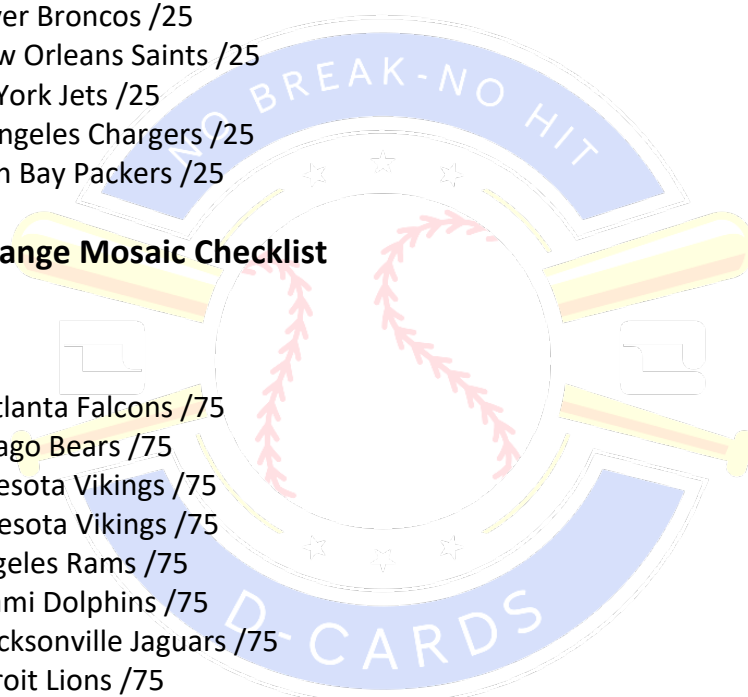 ver Broncos /25
w Orleans Saints /25
York Jets /25
ngeles Chargers /25
n Bay Packers /25
ange Mosaic Checklist
tlanta Falcons /75
ago Bears /75
esota Vikings /75
esota Vikings /75
geles Rams /75
ami Dolphins /75
cksonville Jaguars /75
roit Lions /75
NO BREAK-NO HIT
D-CARDS